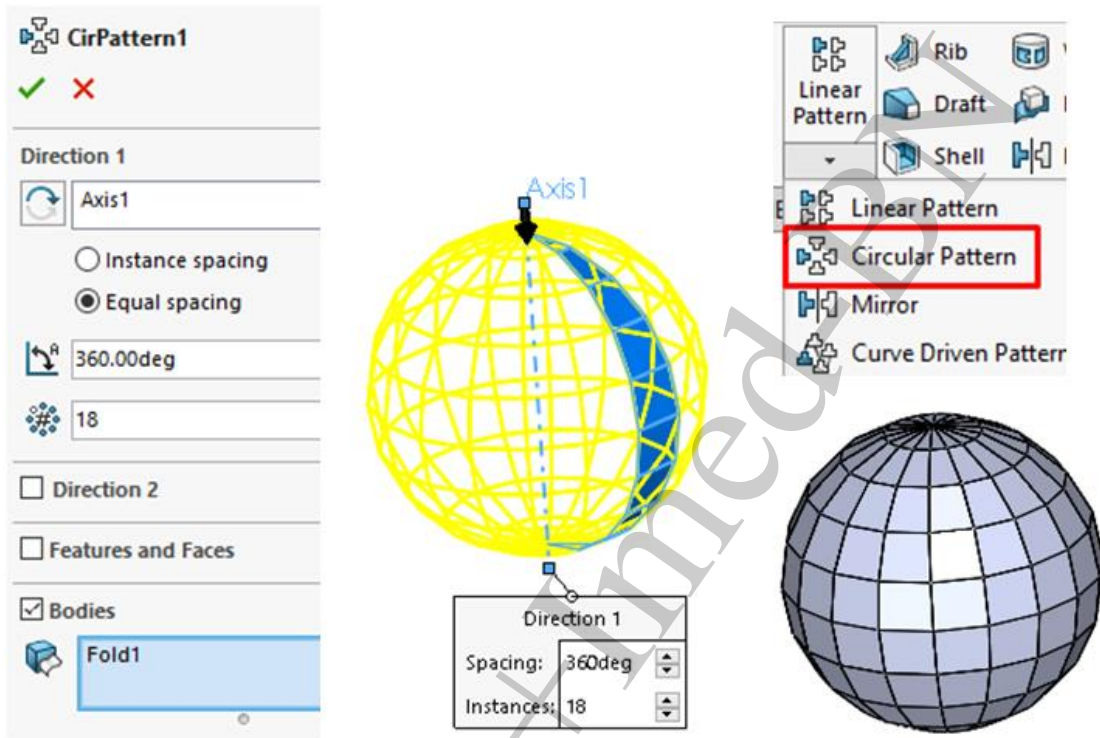 CirPattern1
Direction 1
Axis1
Instance spacing
Equal spacing
360.00deg
18
Direction 2
Features and Faces
Bodies
Fold1
Axis1
Direction 1
Spacing: 360deg
Instances: 18
Linear
Pattern
Rib
Draft
Shell
Linear Pattern
Circular Pattern
Mirror
Curve Driven Pattern